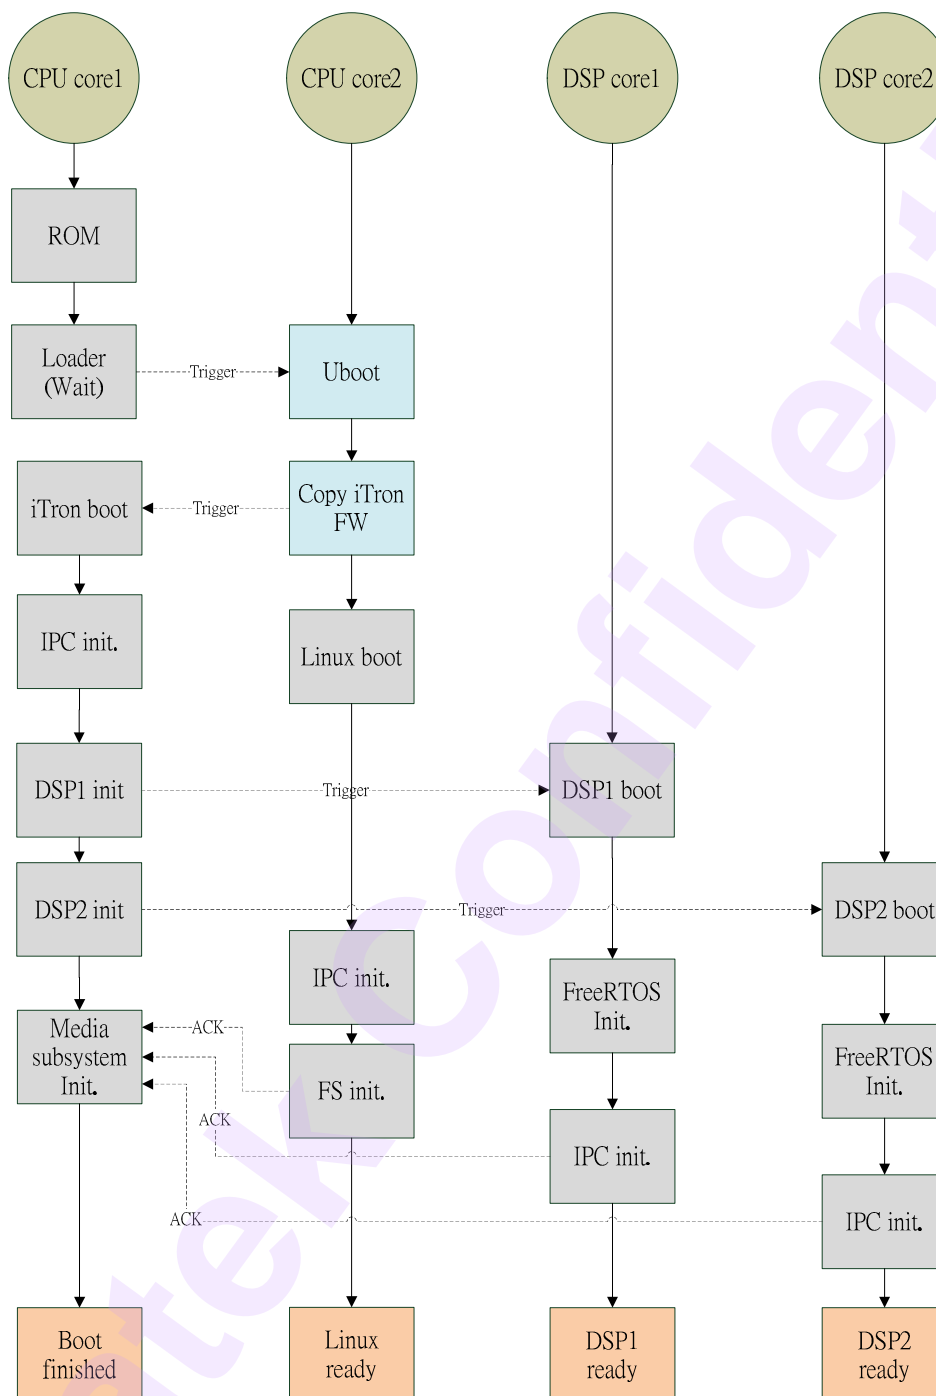 CPU core1
CPU core2
DSP core1
DSP core2
ROM
Loader
(Wait)
Trigger
Uboot
iTron boot
Trigger
Copy iTron
FW
IPC init.
Linux boot
DSP1 init
Trigger
DSP1 boot
DSP2 init
Trigger
DSP2 boot
IPC init.
FreeRTOS
Init.
Media
subsystem
Init.
ACK
FS init.
FreeRTOS
Init.
ACK
IPC init.
ACK
IPC init.
Boot
finished
Linux
ready
DSP1
ready
DSP2
ready
atek Confident